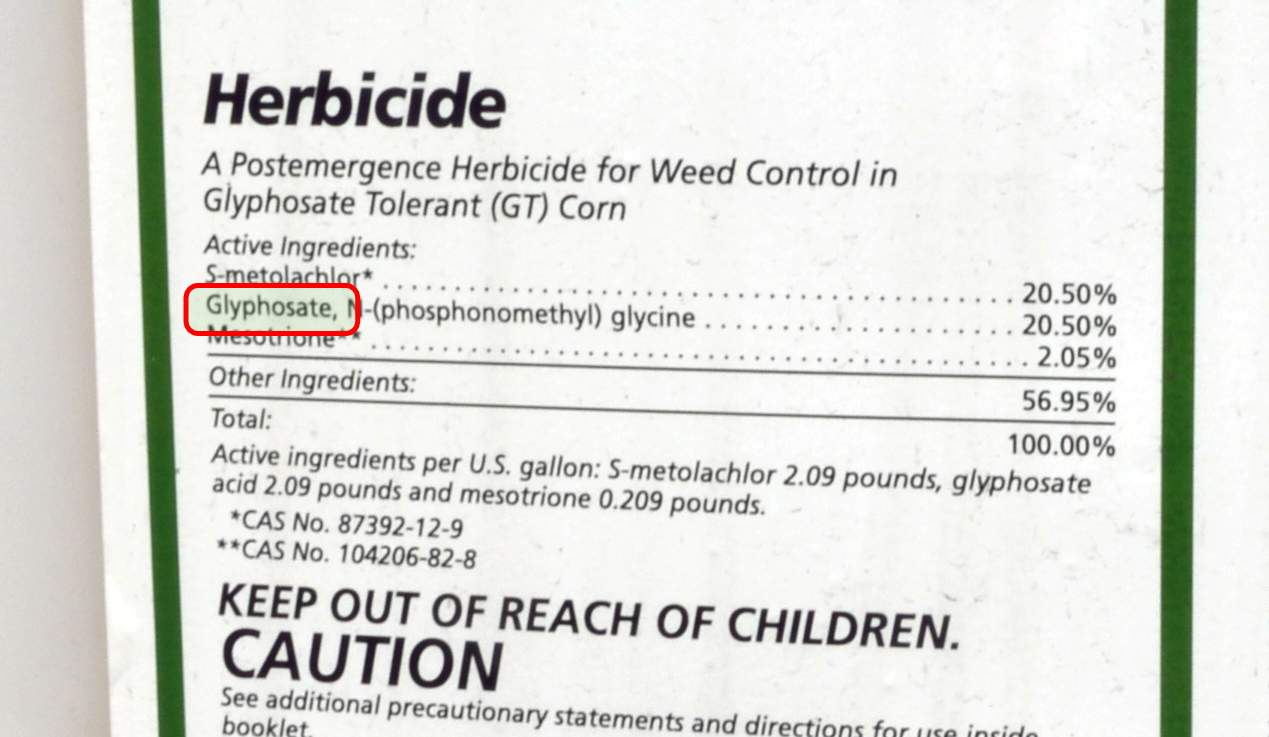 Herbicide
A Postemergence Herbicide for Weed Control in
Glyphosate Tolerant (GT) Corn
Active Ingredients:
S-metolachlor* . . . . . . . . . . . . . . . . . . . . . . . . . . . . . . . . . . . . . . . . . 20.50%
Glyphosate, N-(phosphonomethyl) glycine . . . . . . . . . . . . . . . . . . . . 20.50%
Mesotrione** . . . . . . . . . . . . . . . . . . . . . . . . . . . . . . . . . . . . . . . . . . . 2.05%
Other Ingredients: 56.95%
Total: 100.00%
Active ingredients per U.S. gallon: S-metolachlor 2.09 pounds, glyphosate
acid 2.09 pounds and mesotrione 0.209 pounds.
*CAS No. 87392-12-9
**CAS No. 104206-82-8
KEEP OUT OF REACH OF CHILDREN.
CAUTION
See additional precautionary statements and directions for use inside
booklet.